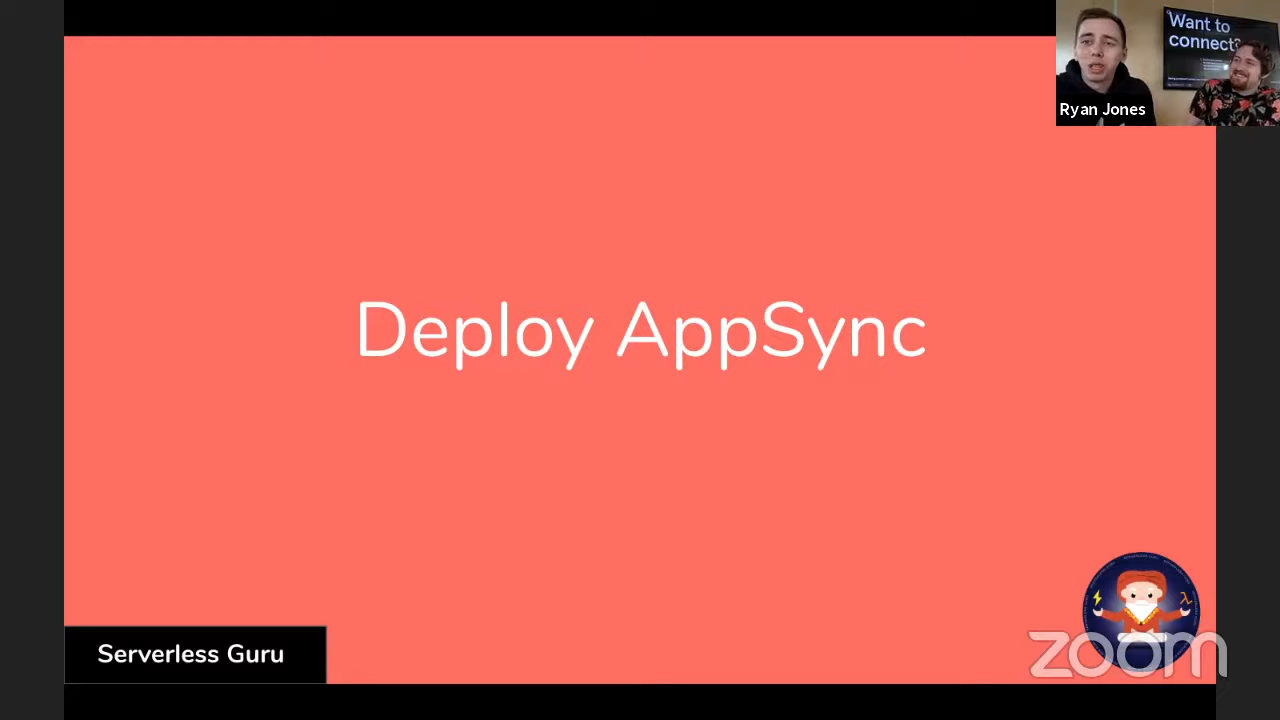 Want to
connect?
Ryan Jones
Deploy AppSync
Serverless Guru
zoom